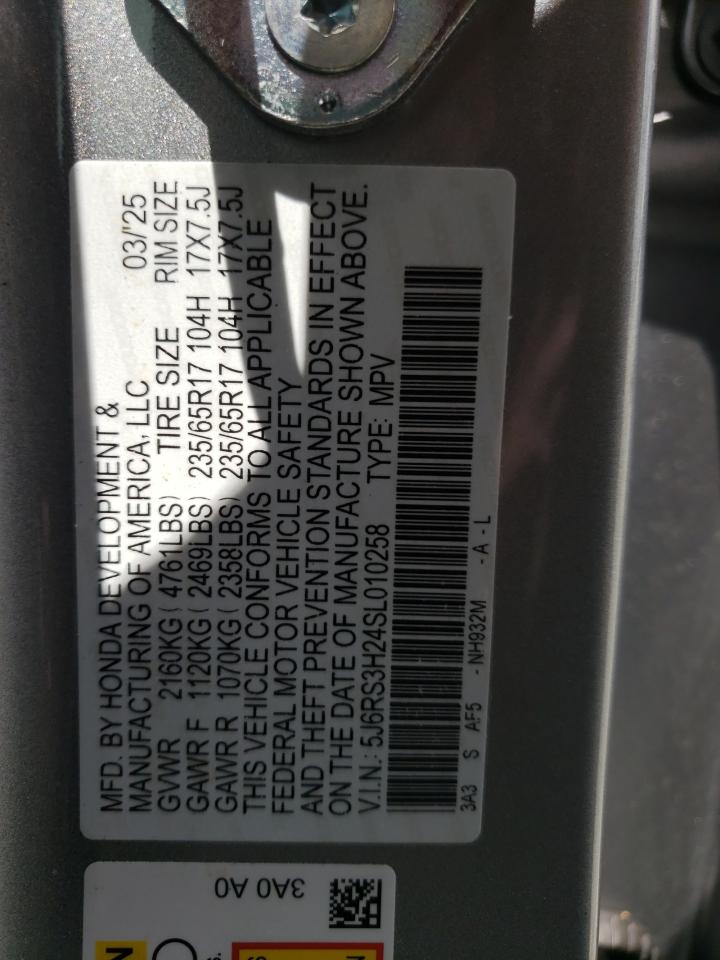 MFD. BY HONDA DEVELOPMENT &
MANUFACTURING OF AMERICA, LLC 03/'25
GVWR 2160KG ( 4761LBS) TIRE SIZE RIM SIZE
GAWR F 1120KG ( 2469LBS) 235/65R17 104H 17X7.5J
GAWR R 1070KG ( 2358LBS) 235/65R17 104H 17X7.5J
THIS VEHICLE CONFORMS TO ALL APPLICABLE
FEDERAL MOTOR VEHICLE SAFETY
AND THEFT PREVENTION STANDARDS IN EFFECT
ON THE DATE OF MANUFACTURE SHOWN ABOVE.
V.I.N.: 5J6RS3H24SL010258 TYPE: MPV
3A3 S AF5 - NH932M - A - L
3A0 A0